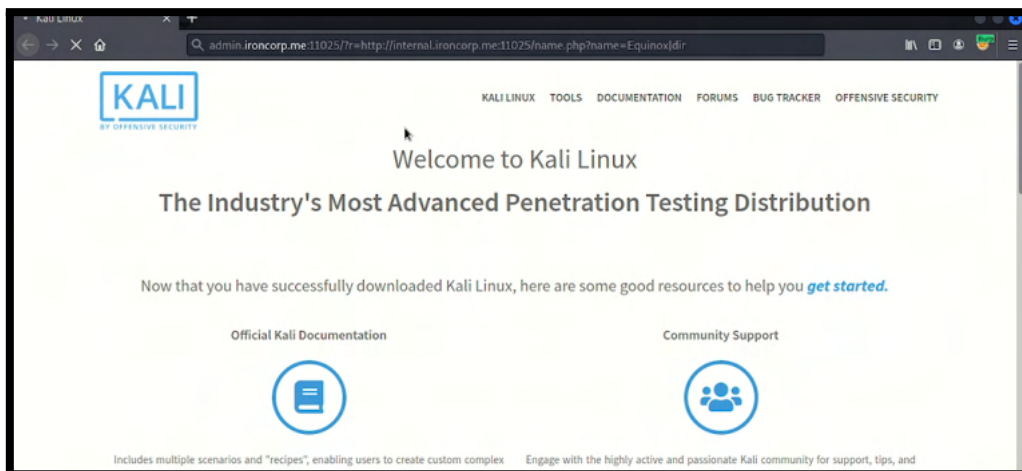 Kali Linux
admin.ironcorp.me:11025/?r=http://internal.ironcorp.me:11025/name.php?name=Equinox|dir
KALI
BY OFFENSIVE SECURITY
KALI LINUX TOOLS DOCUMENTATION FORUMS BUG TRACKER OFFENSIVE SECURITY
Welcome to Kali Linux
The Industry's Most Advanced Penetration Testing Distribution
Now that you have successfully downloaded Kali Linux, here are some good resources to help you get started.
Official Kali Documentation
Community Support
Includes multiple scenarios and "recipes", enabling users to create custom complex
Engage with the highly active and passionate Kali community for support, tips, and